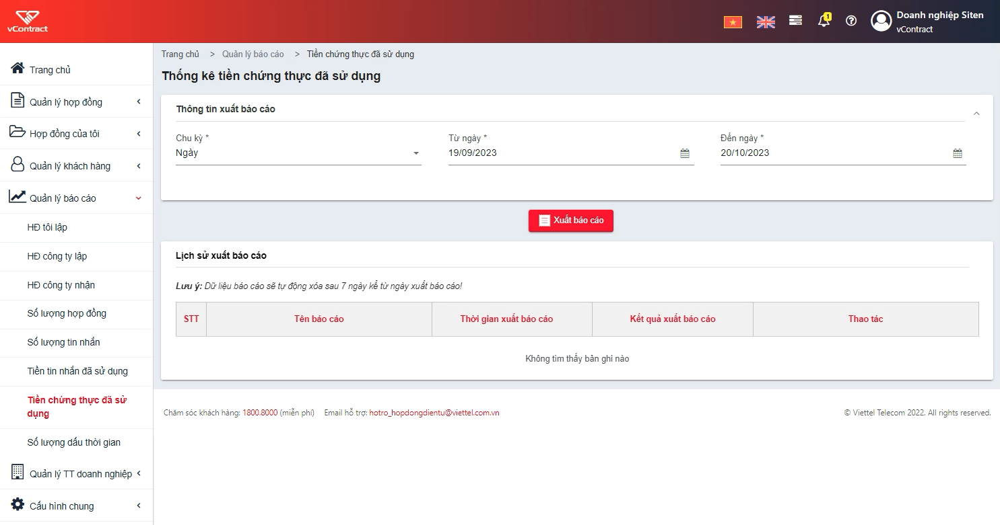 vContract
1
Doanh nghiệp Siten
vContract
Trang chủ
Quản lý hợp đồng
Hợp đồng của tôi
Quản lý khách hàng
Quản lý báo cáo
HĐ tôi lập
HĐ công ty lập
HĐ công ty nhận
Số lượng hợp đồng
Số lượng tin nhắn
Tiền tin nhắn đã sử dụng
Tiền chứng thực đã sử
dụng
Số lượng dấu thời gian
Quản lý TT doanh nghiệp
Cấu hình chung
Trang chủ > Quản lý báo cáo > Tiền chứng thực đã sử dụng
Thống kê tiền chứng thực đã sử dụng
Thông tin xuất báo cáo
Chu kỳ * Từ ngày * Đến ngày *
Ngày 19/09/2023 20/10/2023
Xuất báo cáo
Lịch sử xuất báo cáo
Lưu ý: Dữ liệu báo cáo sẽ tự động xóa sau 7 ngày kể từ ngày xuất báo cáo!
STT Tên báo cáo Thời gian xuất báo cáo Kết quả xuất báo cáo Thao tác
Không tìm thấy bản ghi nào
Chăm sóc khách hàng: 1800.8000 (miễn phí) Email hỗ trợ: hotro_hopdongdientu@viettel.com.vn © Viettel Telecom 2022. All rights reserved.